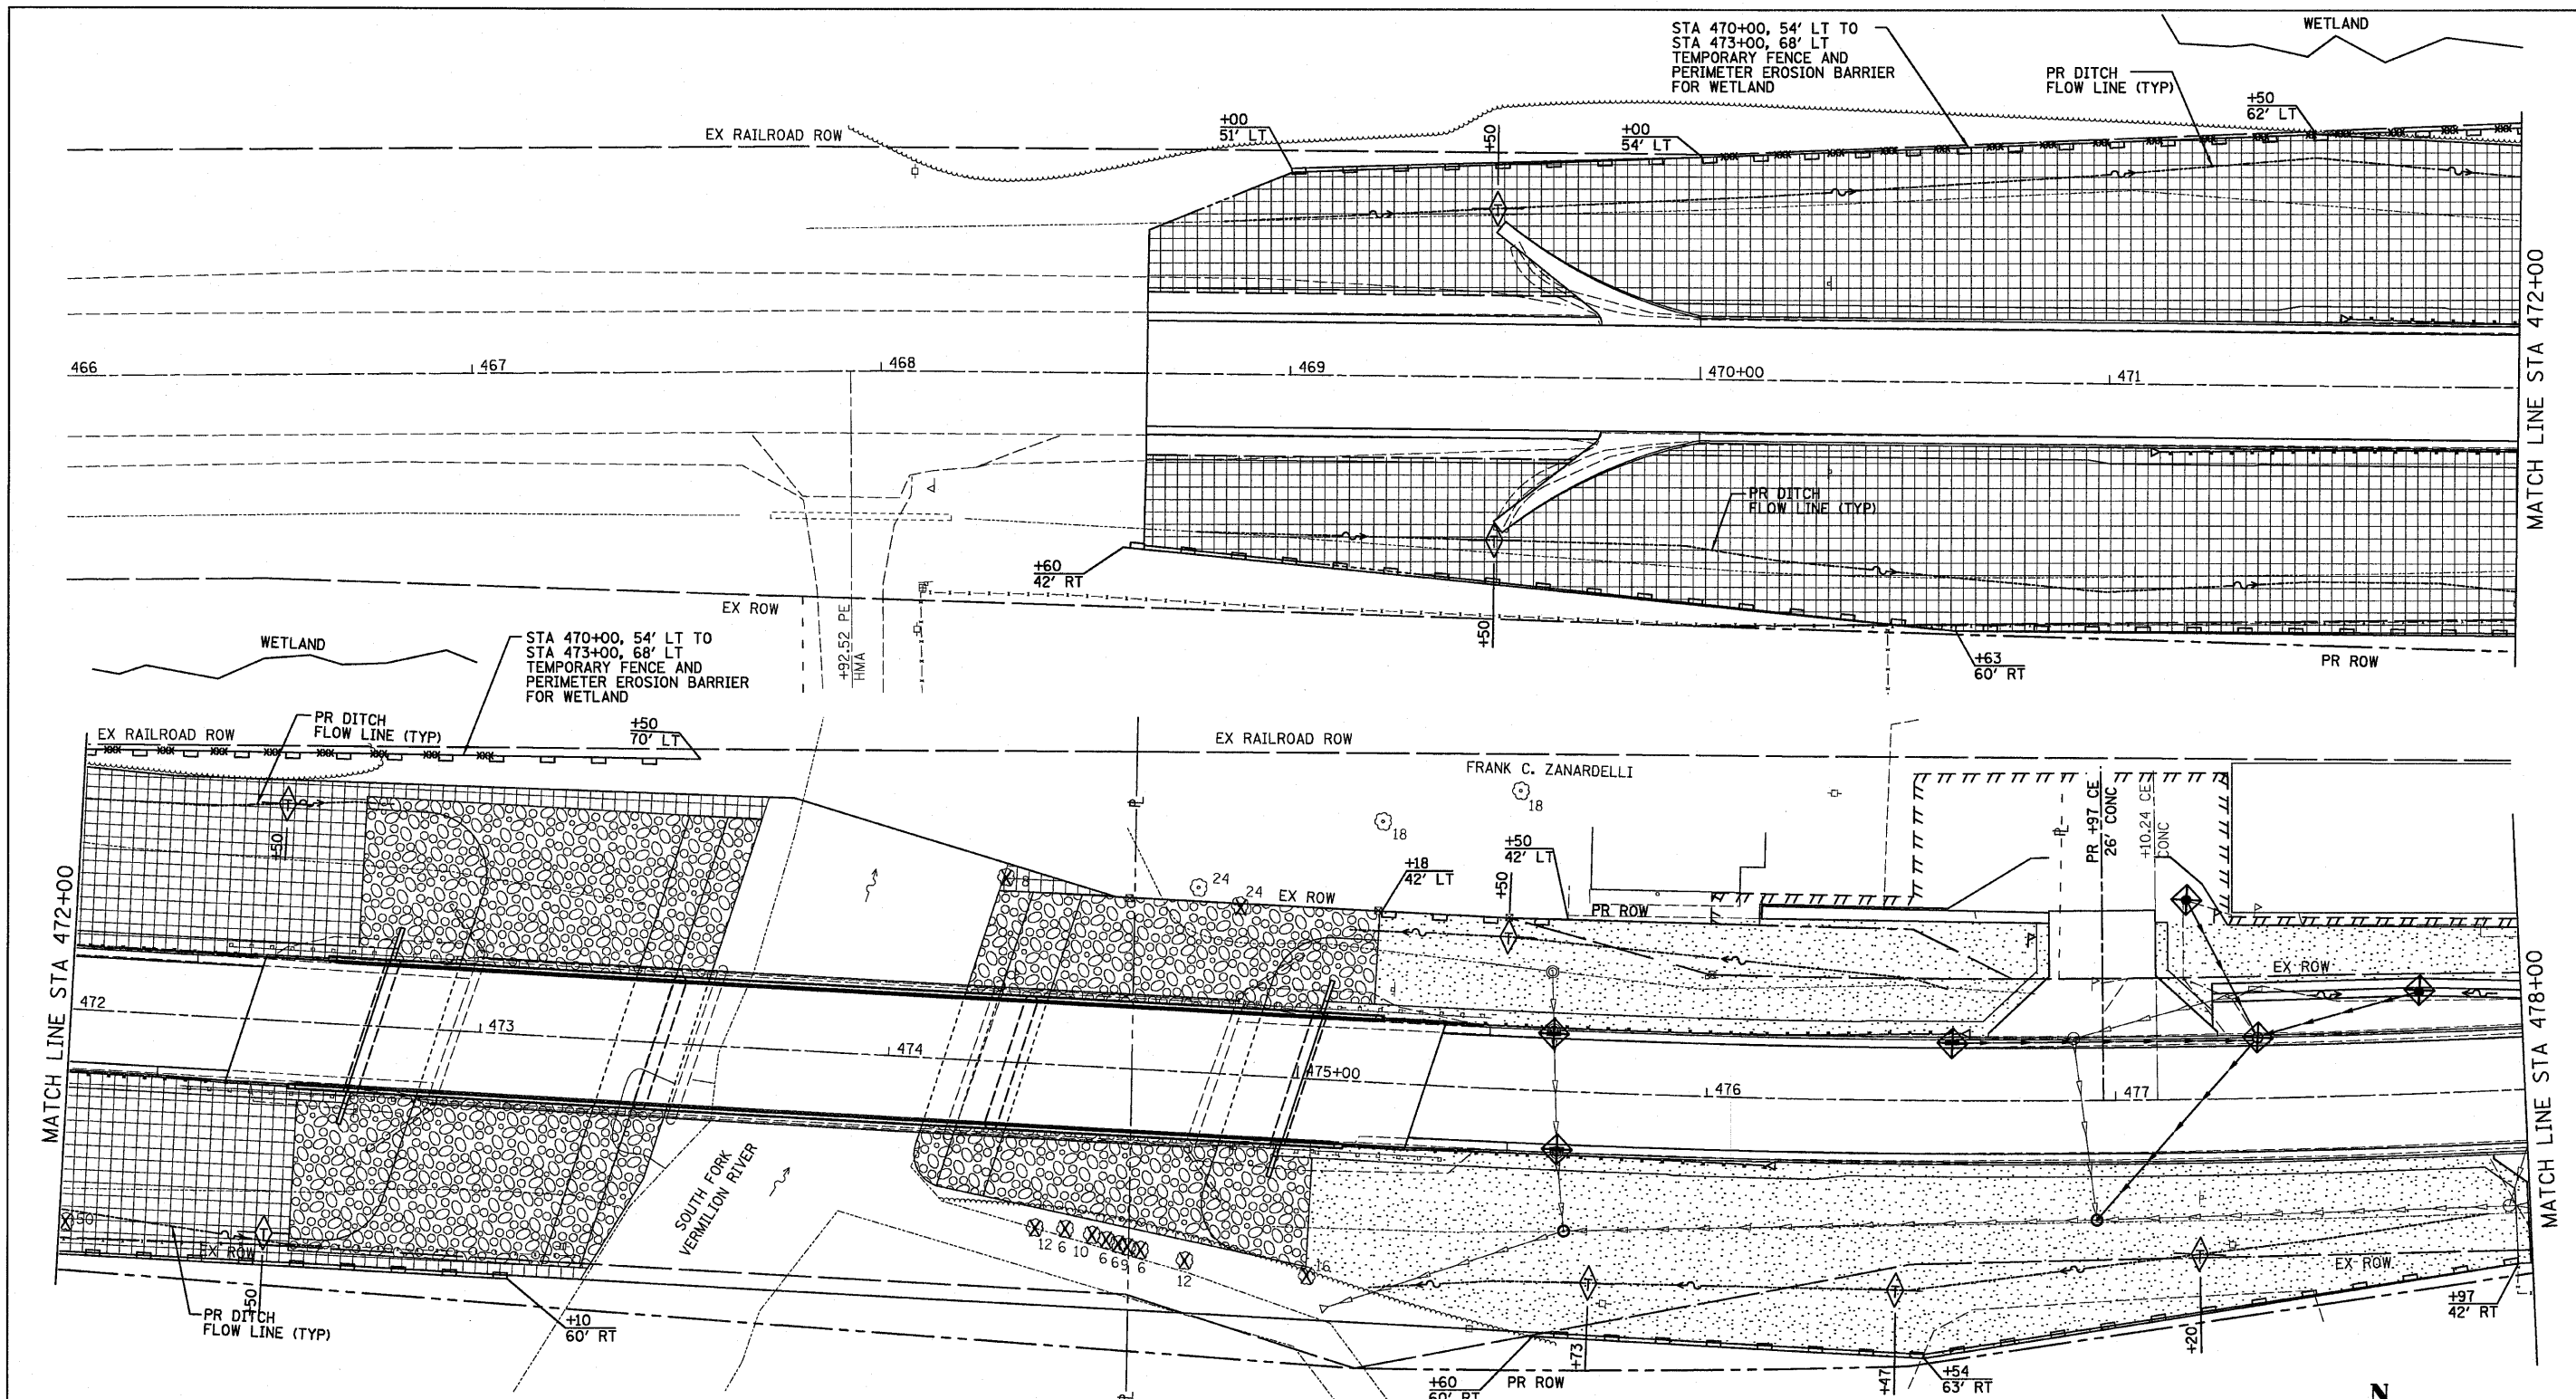 STA 470+00, 54' LT TO
STA 473+00, 68' LT
TEMPORARY FENCE AND
PERIMETER EROSION BARRIER
FOR WETLAND
WETLAND
PR DITCH
FLOW LINE (TYP)
+50
62' LT
EX RAILROAD ROW
+00
51' LT
+50
+00
54' LT
T
466
467
468
469
470+00
471
MATCH LINE STA 472+00
PR DITCH
FLOW LINE (TYP)
T
+60
42' RT
+50
EX ROW
+92.52 PE
HMA
+63
60' RT
PR ROW
WETLAND
STA 470+00, 54' LT TO
STA 473+00, 68' LT
TEMPORARY FENCE AND
PERIMETER EROSION BARRIER
FOR WETLAND
PR DITCH
FLOW LINE (TYP)
EX RAILROAD ROW
+50
70' LT
EX RAILROAD ROW
FRANK C. ZANARDELLI
18
18
PL
T
+50
8
24
24
EX ROW
+18
42' LT
+50
42' LT
+50
T
PR ROW
PL
PR +97 CE
26' CONC
+10.24 CE
CONC
EX ROW
MATCH LINE STA 472+00
472
473
474
475+00
476
477
MATCH LINE STA 478+00
SOUTH FORK
VERMILION RIVER
50
T
EX ROW
+50
PR DITCH
FLOW LINE (TYP)
+10
60' RT
12
6
10
6
6
9
6
12
16
PL
T
+73
T
+47
T
+20
EX ROW
+97
42' RT
+60
60' RT
PR ROW
+54
63' RT
N